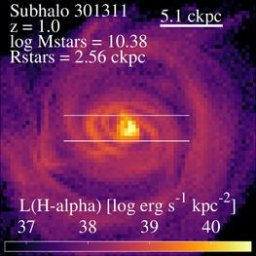 Subhalo 301311
5.1 ckpc
z = 1.0
log Mstars = 10.38
Rstars = 2.56 ckpc
L(H-alpha) [log erg s⁻¹ kpc⁻²]
37 38 39 40